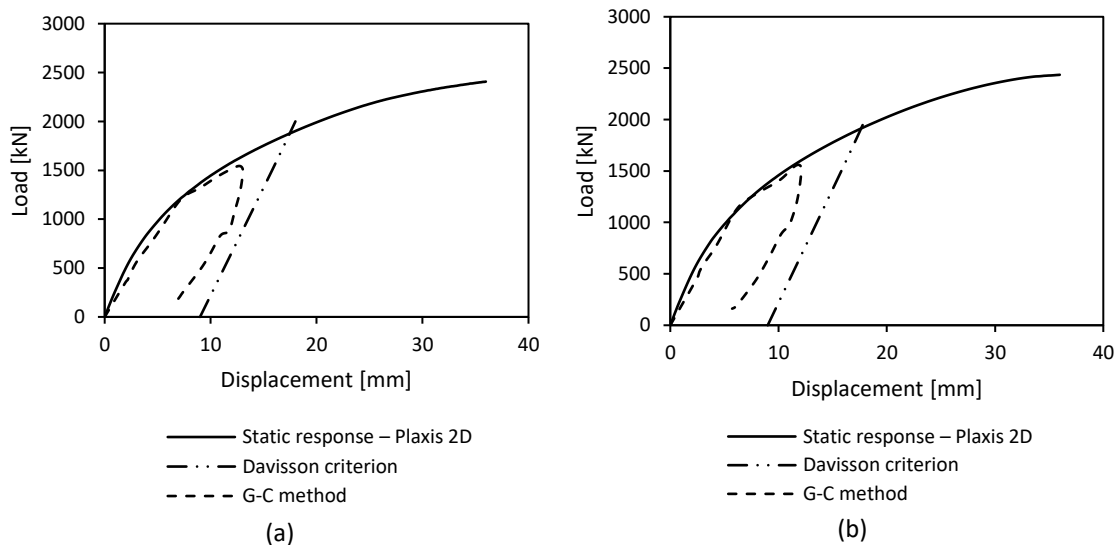 3000
2500
2000
1500
1000
500
0
Load [kN]
0 10 20 30 40
Displacement [mm]
Static response – Plaxis 2D
Davisson criterion
G-C method
(a)
3000
2500
2000
1500
1000
500
0
Load [kN]
0 10 20 30 40
Displacement [mm]
Static response – Plaxis 2D
Davisson criterion
G-C method
(b)